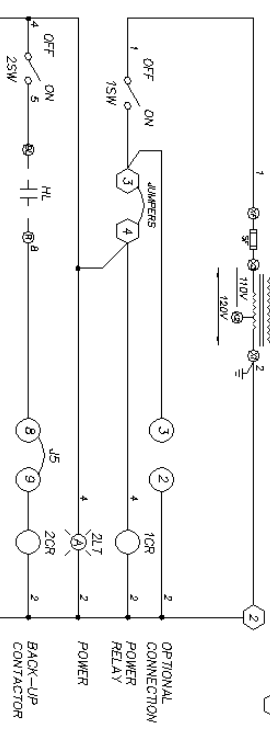 1
SF
2
2
110V
120V
3
2
OPTIONAL
CONNECTION
1
OFF
ON
1SW
JUMPERS
3
4
4
1CR
2
POWER
RELAY
4
2LT
A
2
POWER
4
OFF
ON
2SW
5
HL
R
8
8
9
J5
2CR
2
BACK-UP
CONTACTOR